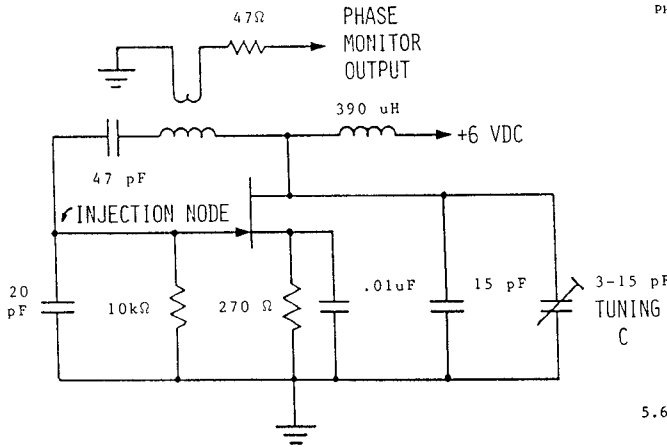 PH
47Ω
PHASE
MONITOR
OUTPUT
390 uH
+6 VDC
47 pF
INJECTION NODE
20
pF
10kΩ
270 Ω
.01uF
15 pF
3-15 pF
TUNING
C
5.6